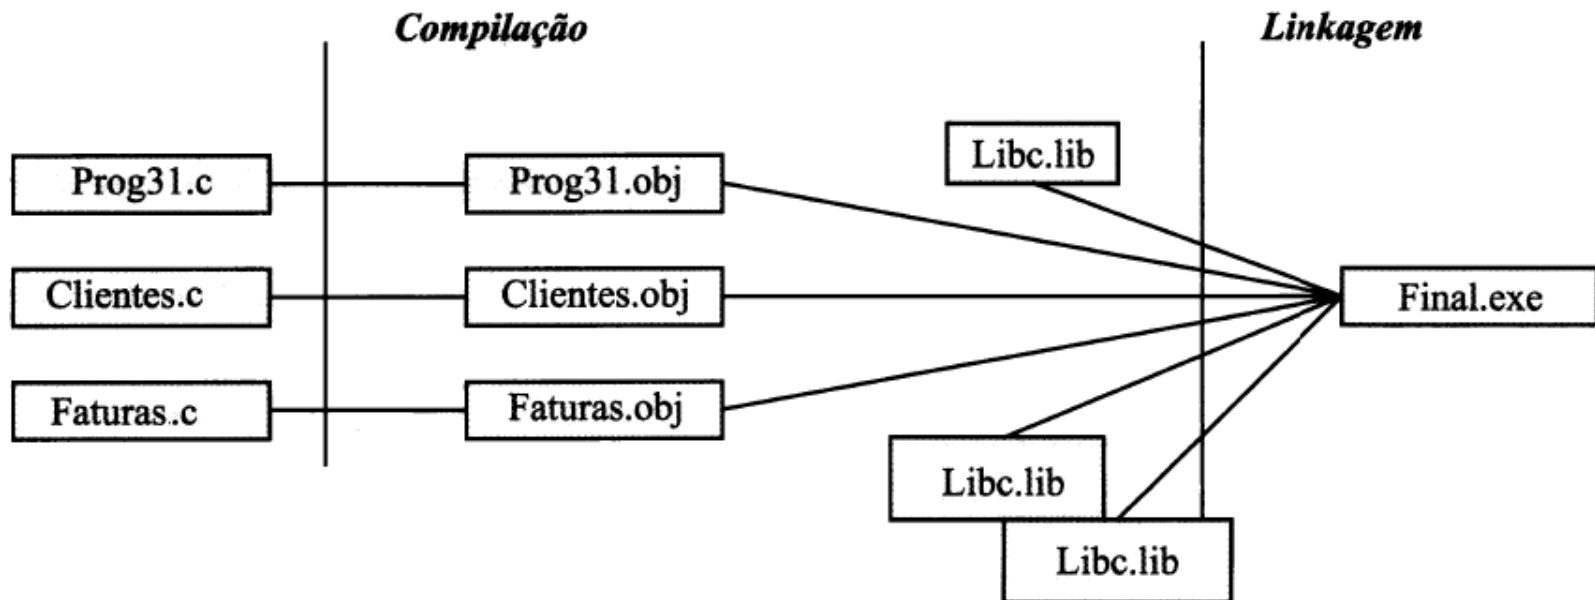 Compilação
Linkagem
Libc.lib
Prog31.c
Prog31.obj
Clientes.c
Clientes.obj
Final.exe
Faturas.c
Faturas.obj
Libc.lib
Libc.lib